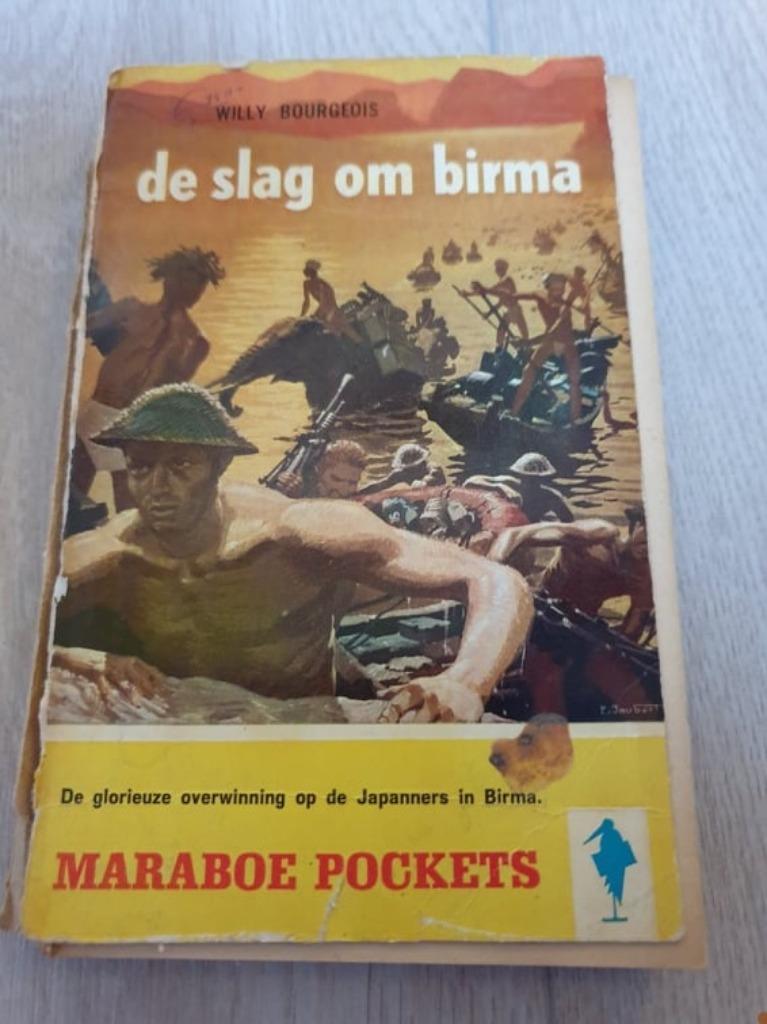 WILLY BOURGEOIS
de slag om birma
De glorieuze overwinning op de Japanners in Birma.
MARABOE POCKETS